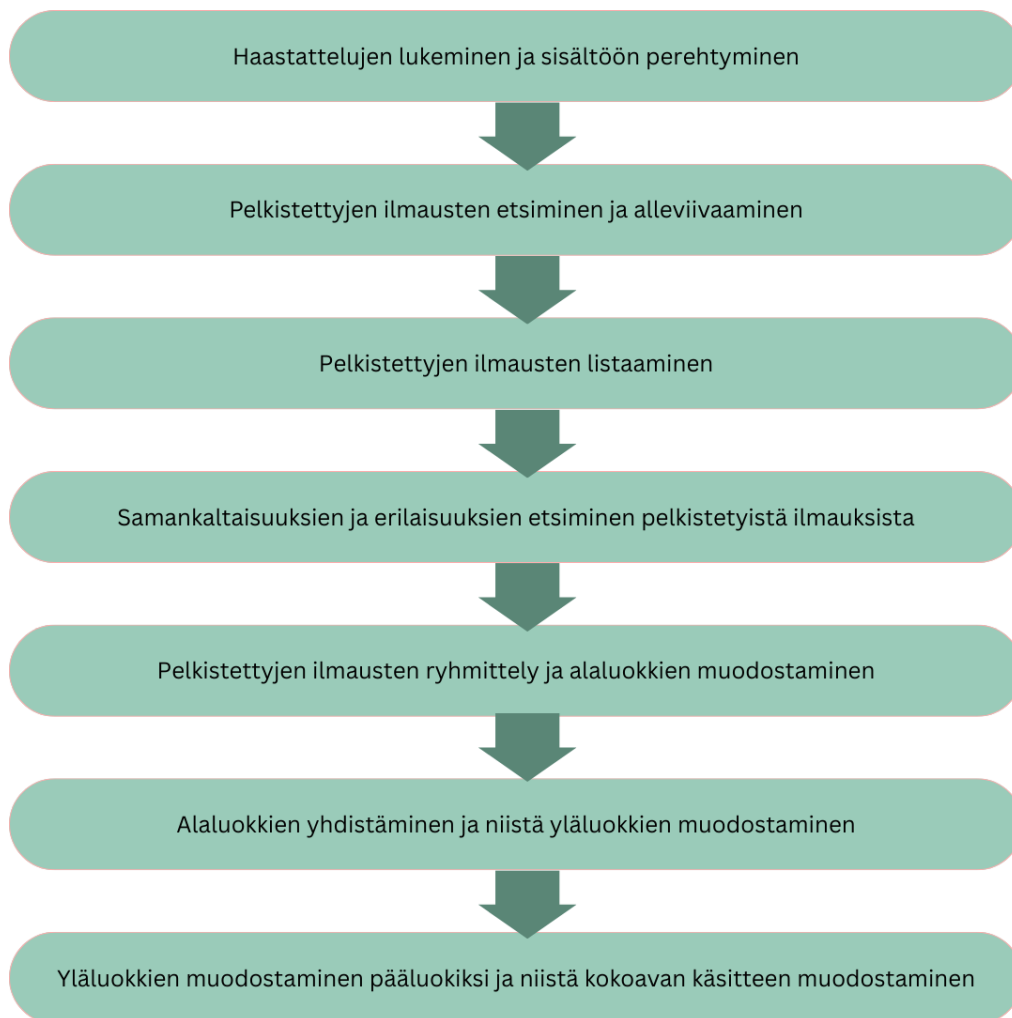 Haastattelujen lukeminen ja sisältöön perehtyminen
Pelkistettyjen ilmausten etsiminen ja alleviivaaminen
Pelkistettyjen ilmausten listaaminen
Samankaltaisuuksien ja erilaisuuksien etsiminen pelkistetyistä ilmauksista
Pelkistettyjen ilmausten ryhmittely ja alaluokkien muodostaminen
Alaluokkien yhdistäminen ja niistä yläluokkien muodostaminen
Yläluokkien muodostaminen pääluokiksi ja niistä kokoavan käsitteen muodostaminen